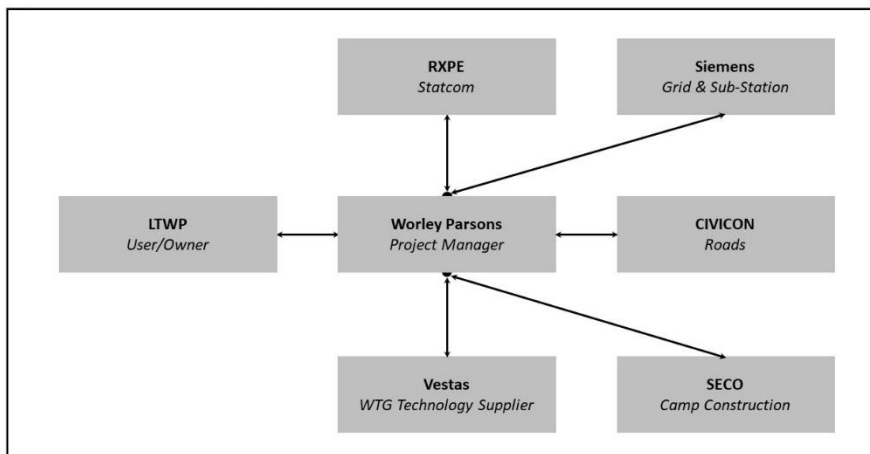 RXPE
Statcom
Siemens
Grid & Sub-Station
LTWP
User/Owner
Worley Parsons
Project Manager
CIVICON
Roads
Vestas
WTG Technology Supplier
SECO
Camp Construction